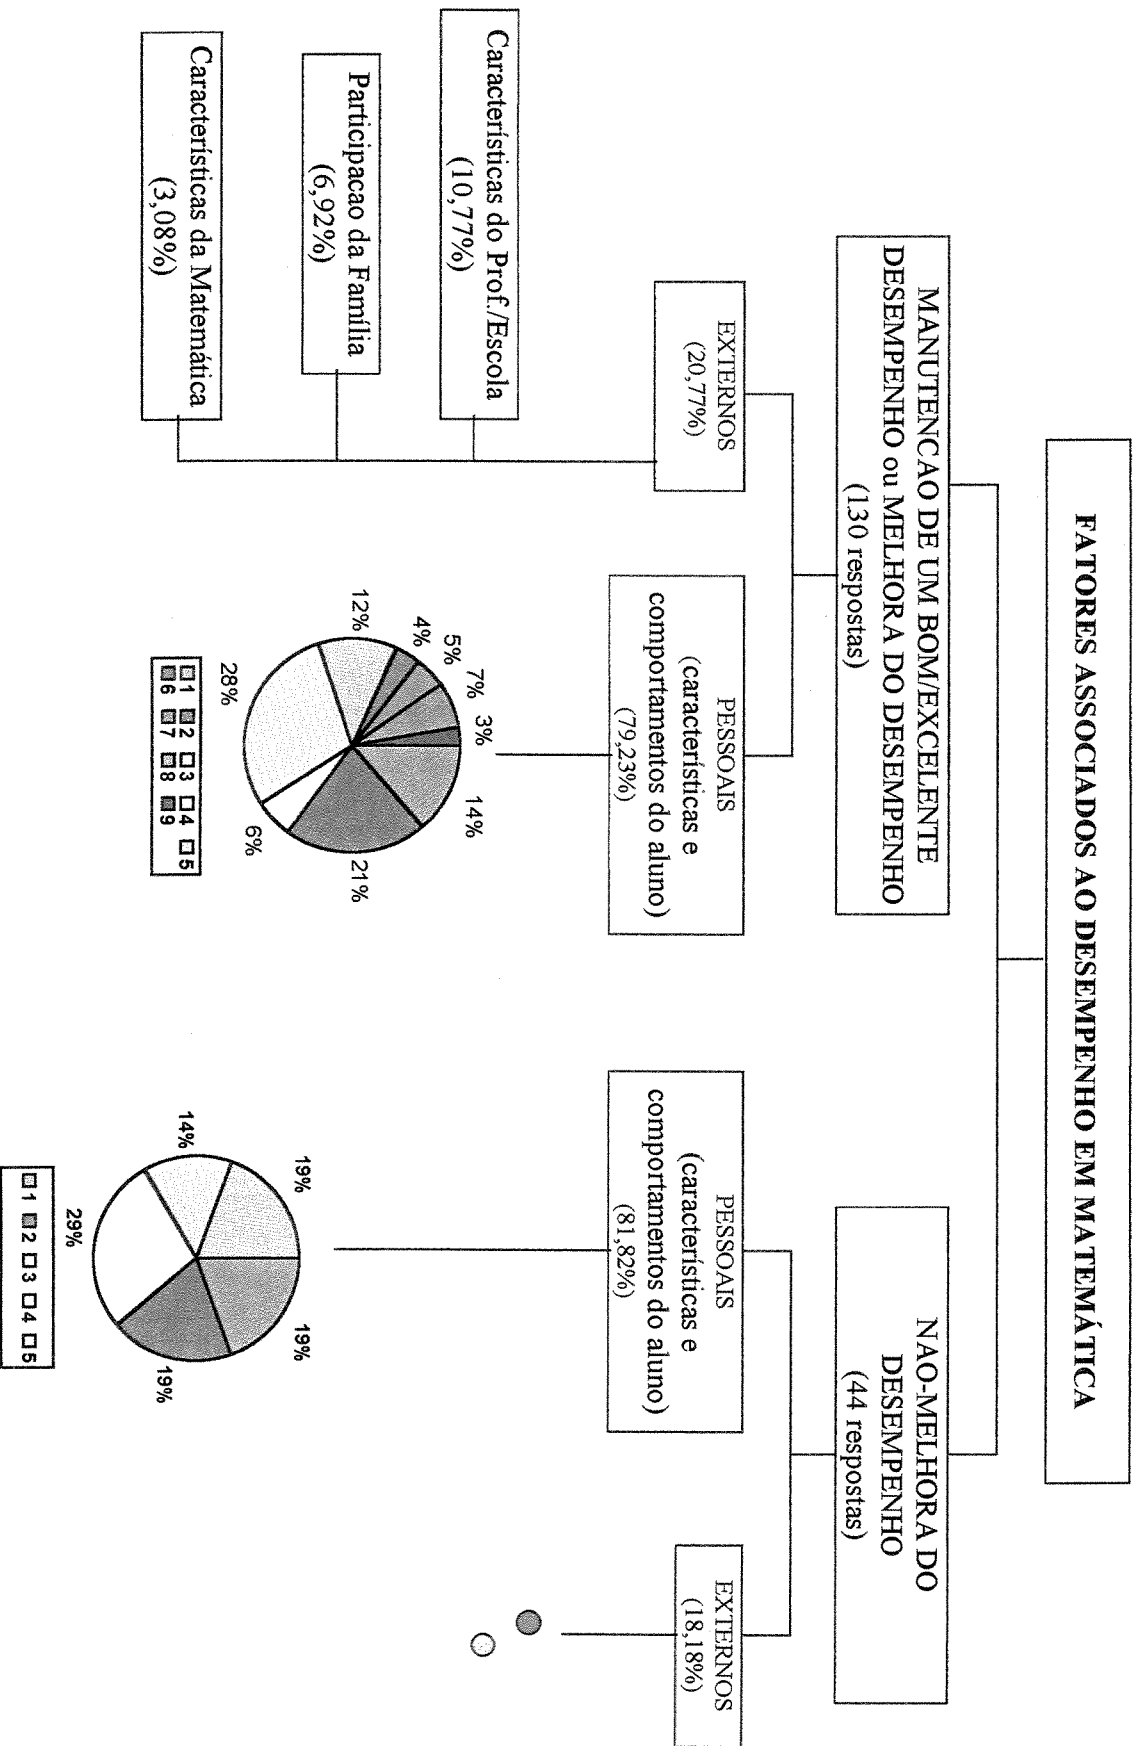 FATORES ASSOCIADOS AO DESEMPENHO EM MATEMÁTICA
MANUTENCAO DE UM BOM/EXCELENTE
DESEMPENHO ou MELHORA DO DESEMPENHO
(130 respostas)
NAO-MELHORA DO
DESEMPENHO
(44 respostas)
EXTERNOS
(20,77%)
PESSOAIS
(características e
comportamentos do aluno)
(79,23%)
PESSOAIS
(características e
comportamentos do aluno)
(81,82%)
EXTERNOS
(18,18%)
Características do Prof./Escola
(10,77%)
Participacao da Família
(6,92%)
Características da Matemática
(3,08%)
12%
4%
5%
7%
3%
14%
21%
6%
28%
1 2 3 4 5
6 7 8 9
19%
19%
14%
19%
29%
1 2 3 4 5